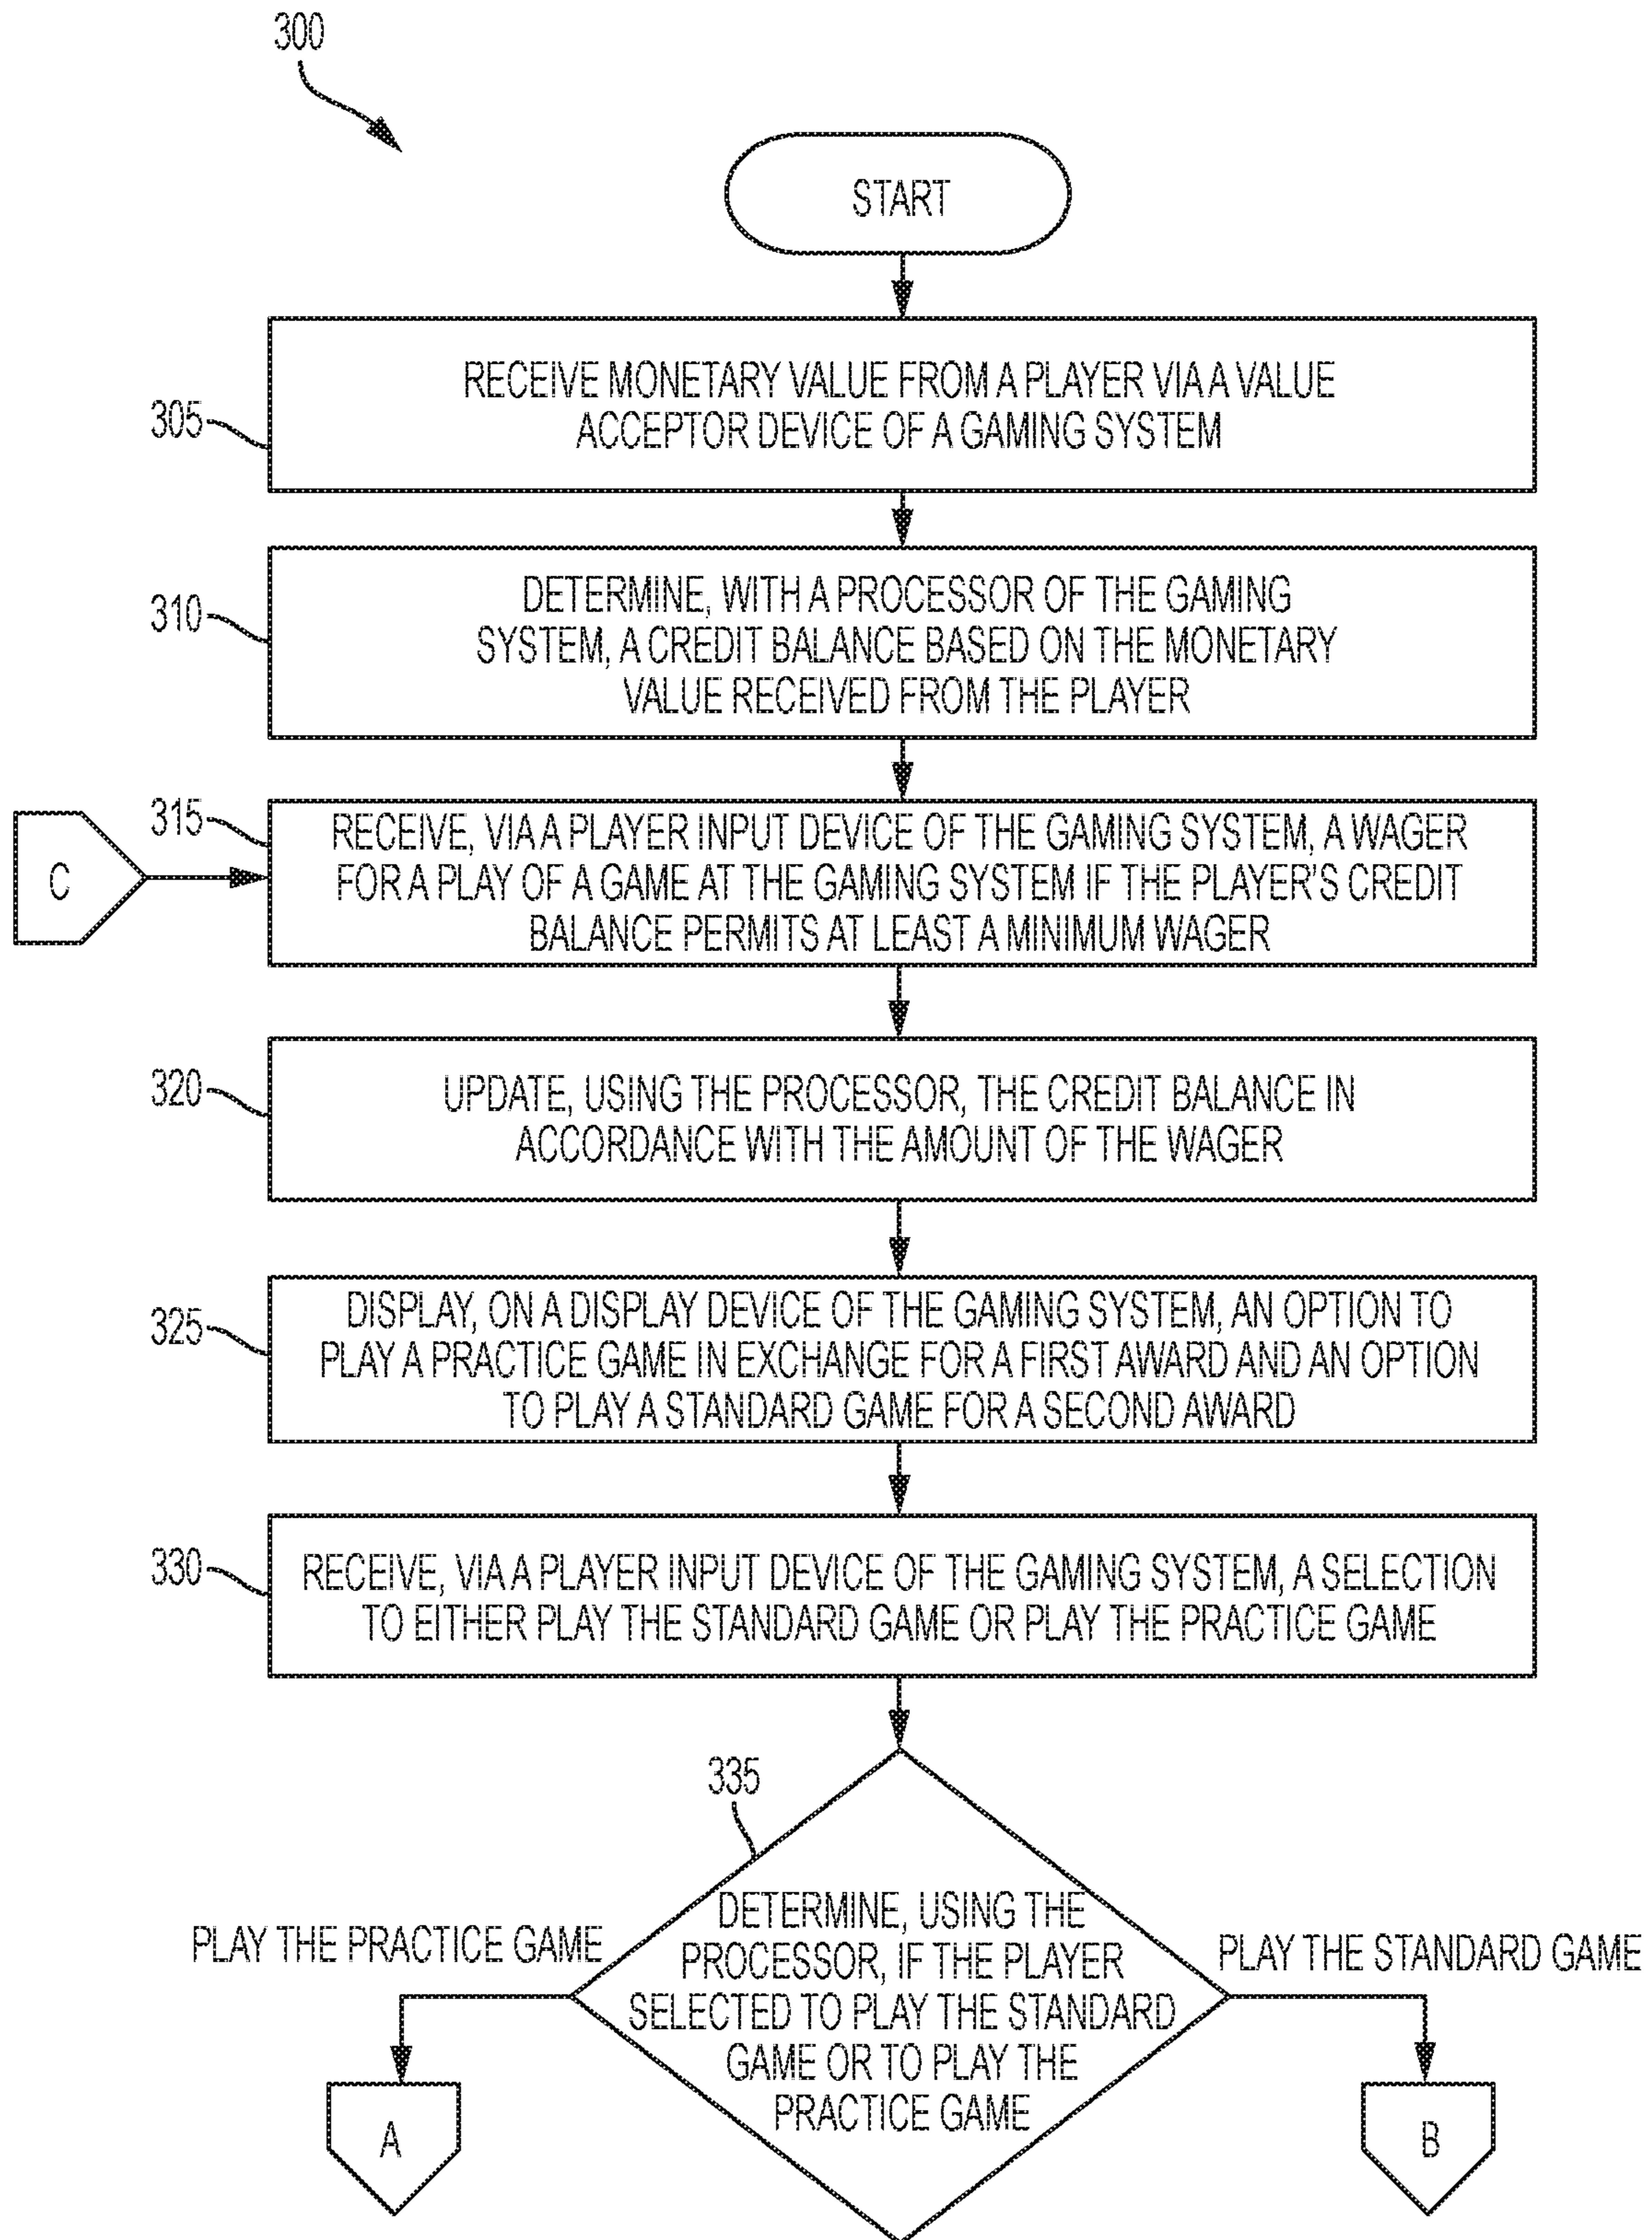 300
START
305
RECEIVE MONETARY VALUE FROM A PLAYER VIA A VALUE
ACCEPTOR DEVICE OF A GAMING SYSTEM
310
DETERMINE, WITH A PROCESSOR OF THE GAMING
SYSTEM, A CREDIT BALANCE BASED ON THE MONETARY
VALUE RECEIVED FROM THE PLAYER
C
315
RECEIVE, VIA A PLAYER INPUT DEVICE OF THE GAMING SYSTEM, A WAGER
FOR A PLAY OF A GAME AT THE GAMING SYSTEM IF THE PLAYER'S CREDIT
BALANCE PERMITS AT LEAST A MINIMUM WAGER
320
UPDATE, USING THE PROCESSOR, THE CREDIT BALANCE IN
ACCORDANCE WITH THE AMOUNT OF THE WAGER
325
DISPLAY, ON A DISPLAY DEVICE OF THE GAMING SYSTEM, AN OPTION TO
PLAY A PRACTICE GAME IN EXCHANGE FOR A FIRST AWARD AND AN OPTION
TO PLAY A STANDARD GAME FOR A SECOND AWARD
330
RECEIVE, VIA A PLAYER INPUT DEVICE OF THE GAMING SYSTEM, A SELECTION
TO EITHER PLAY THE STANDARD GAME OR PLAY THE PRACTICE GAME
335
DETERMINE, USING THE
PROCESSOR, IF THE PLAYER
SELECTED TO PLAY THE STANDARD
GAME OR TO PLAY THE
PRACTICE GAME
PLAY THE PRACTICE GAME
PLAY THE STANDARD GAME
A
B